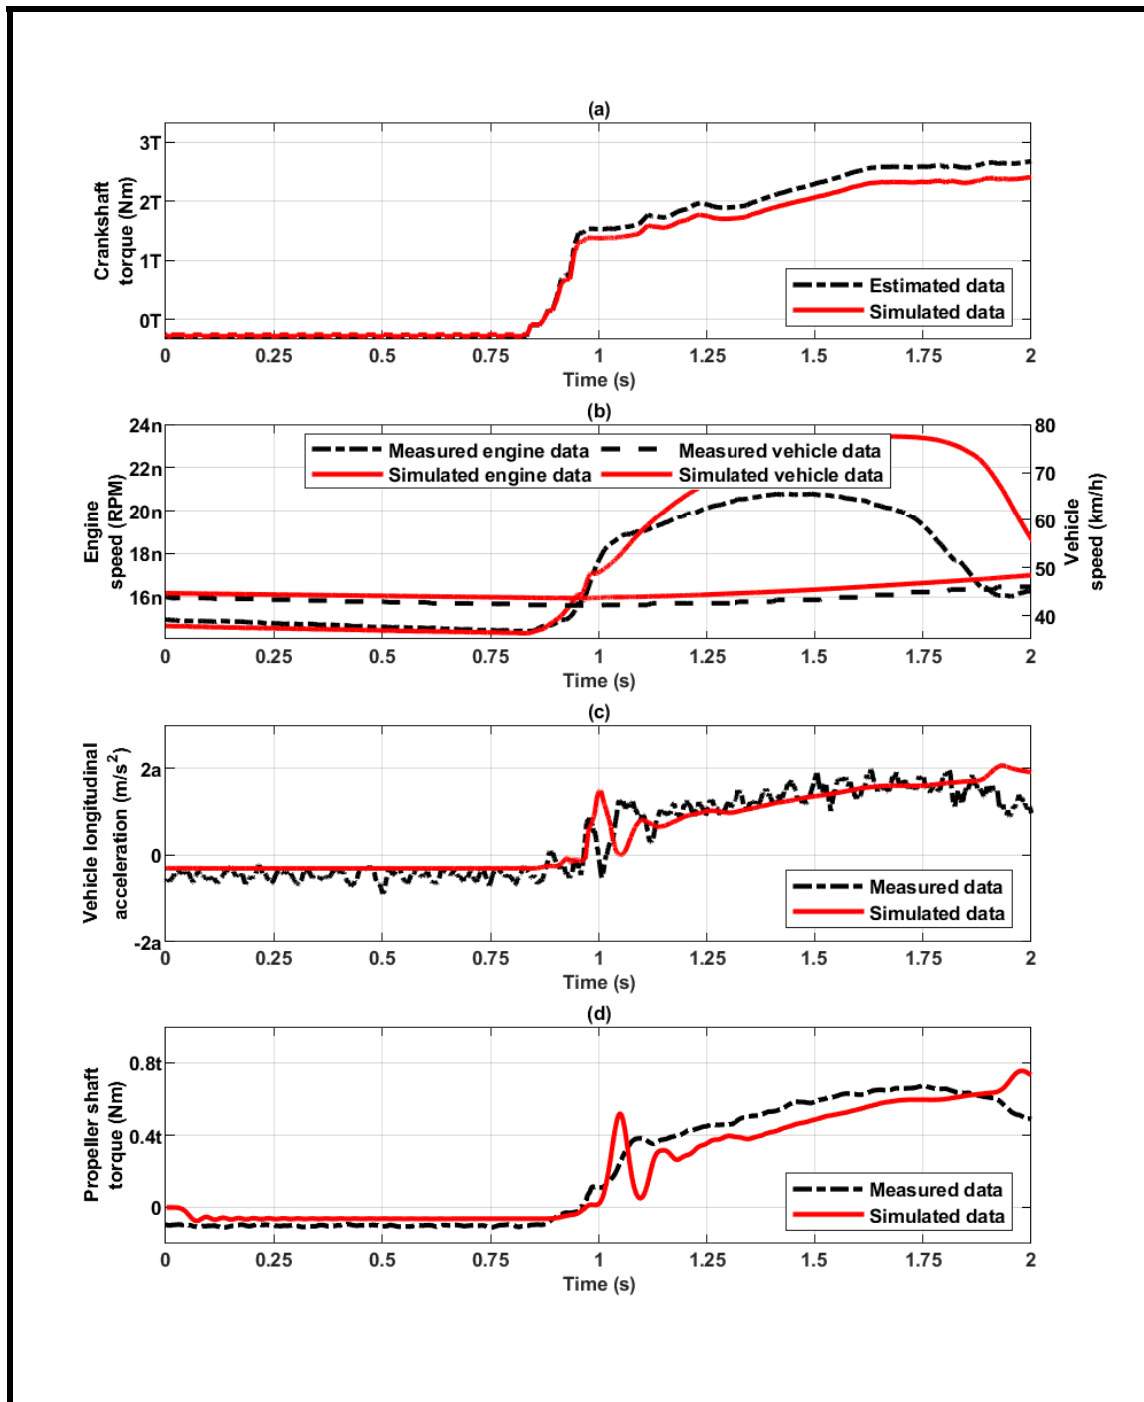 (a)
Crankshaft
torque (Nm)
3T
2T
1T
0T
Estimated data
Simulated data
0 0.25 0.5 0.75 1 1.25 1.5 1.75 2
Time (s)
(b)
Engine
speed (RPM)
24n
22n
20n
18n
16n
Measured engine data Measured vehicle data
Simulated engine data Simulated vehicle data
80
70
60
50
40
Vehicle
speed (km/h)
0 0.25 0.5 0.75 1 1.25 1.5 1.75 2
Time (s)
(c)
Vehicle longitudinal
acceleration (m/s²)
2a
0
-2a
Measured data
Simulated data
0 0.25 0.5 0.75 1 1.25 1.5 1.75 2
Time (s)
(d)
Propeller shaft
torque (Nm)
0.8t
0.4t
0
Measured data
Simulated data
0 0.25 0.5 0.75 1 1.25 1.5 1.75 2
Time (s)